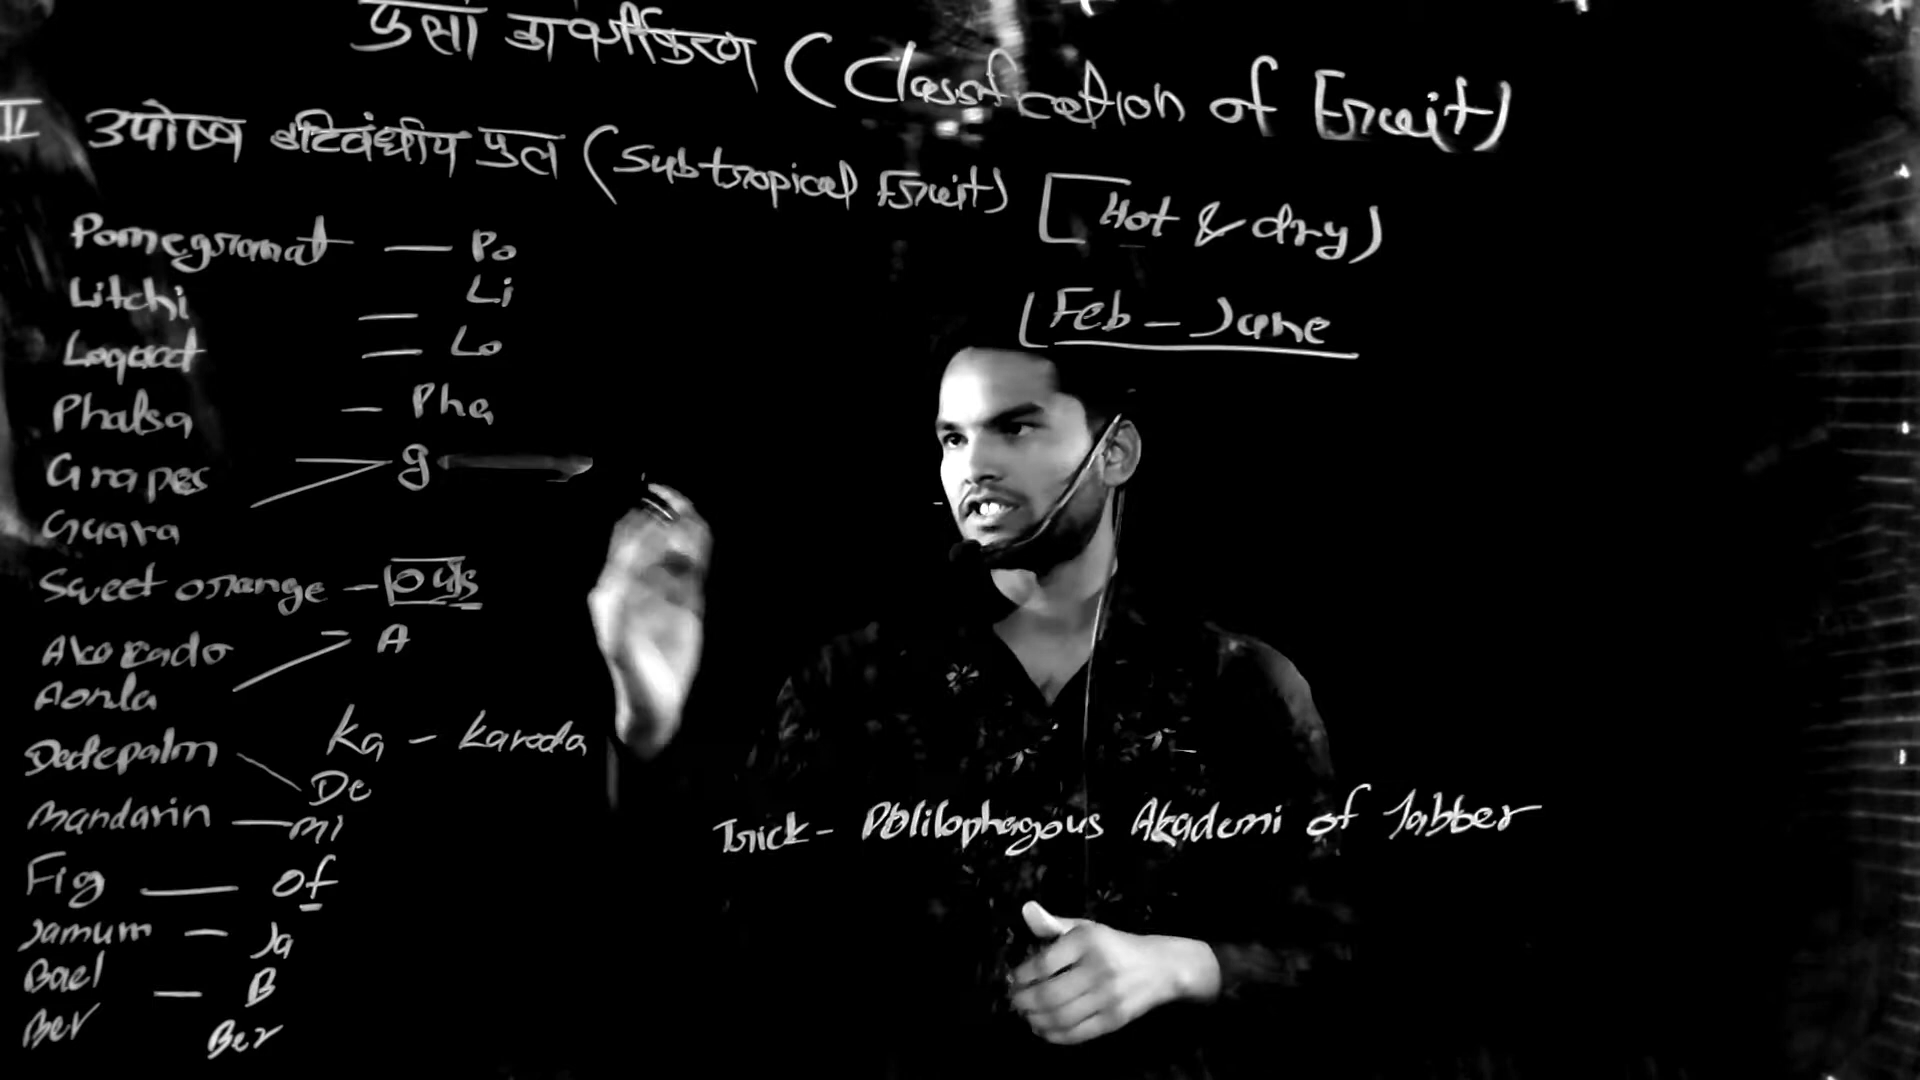 फलों का वर्गीकरण (Classification of Fruit)
II उपोष्ण कटिबंधीय फल (Subtropical Fruit) [Hot & dry)
(Feb - June
Pomegranat — Po
Litchi — Li
Loquat — Lo
Phalsa - Pha
Grapes g
Guava
Sweet orange - ous
Avocado A
Aonla
Ka - Karoda
Datepalm De
Mandarin — mi
Trick - Polilophagous Akademi of Jabber
Fig — of
Jamum - Ja
Bael — B
Ber Ber